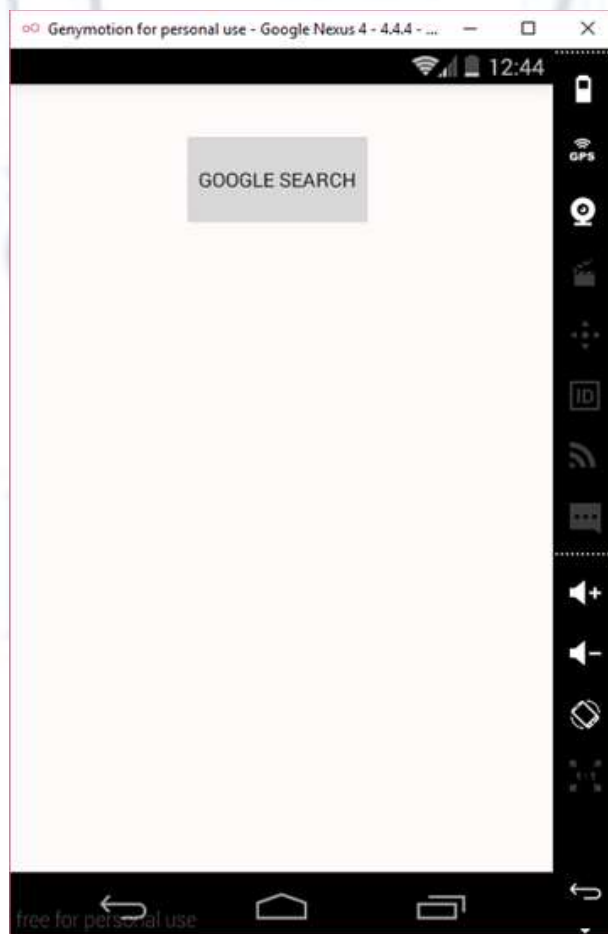 Genymotion for personal use - Google Nexus 4 - 4.4.4 - ...
12:44
GPS
GOOGLE SEARCH
ID
free for personal use